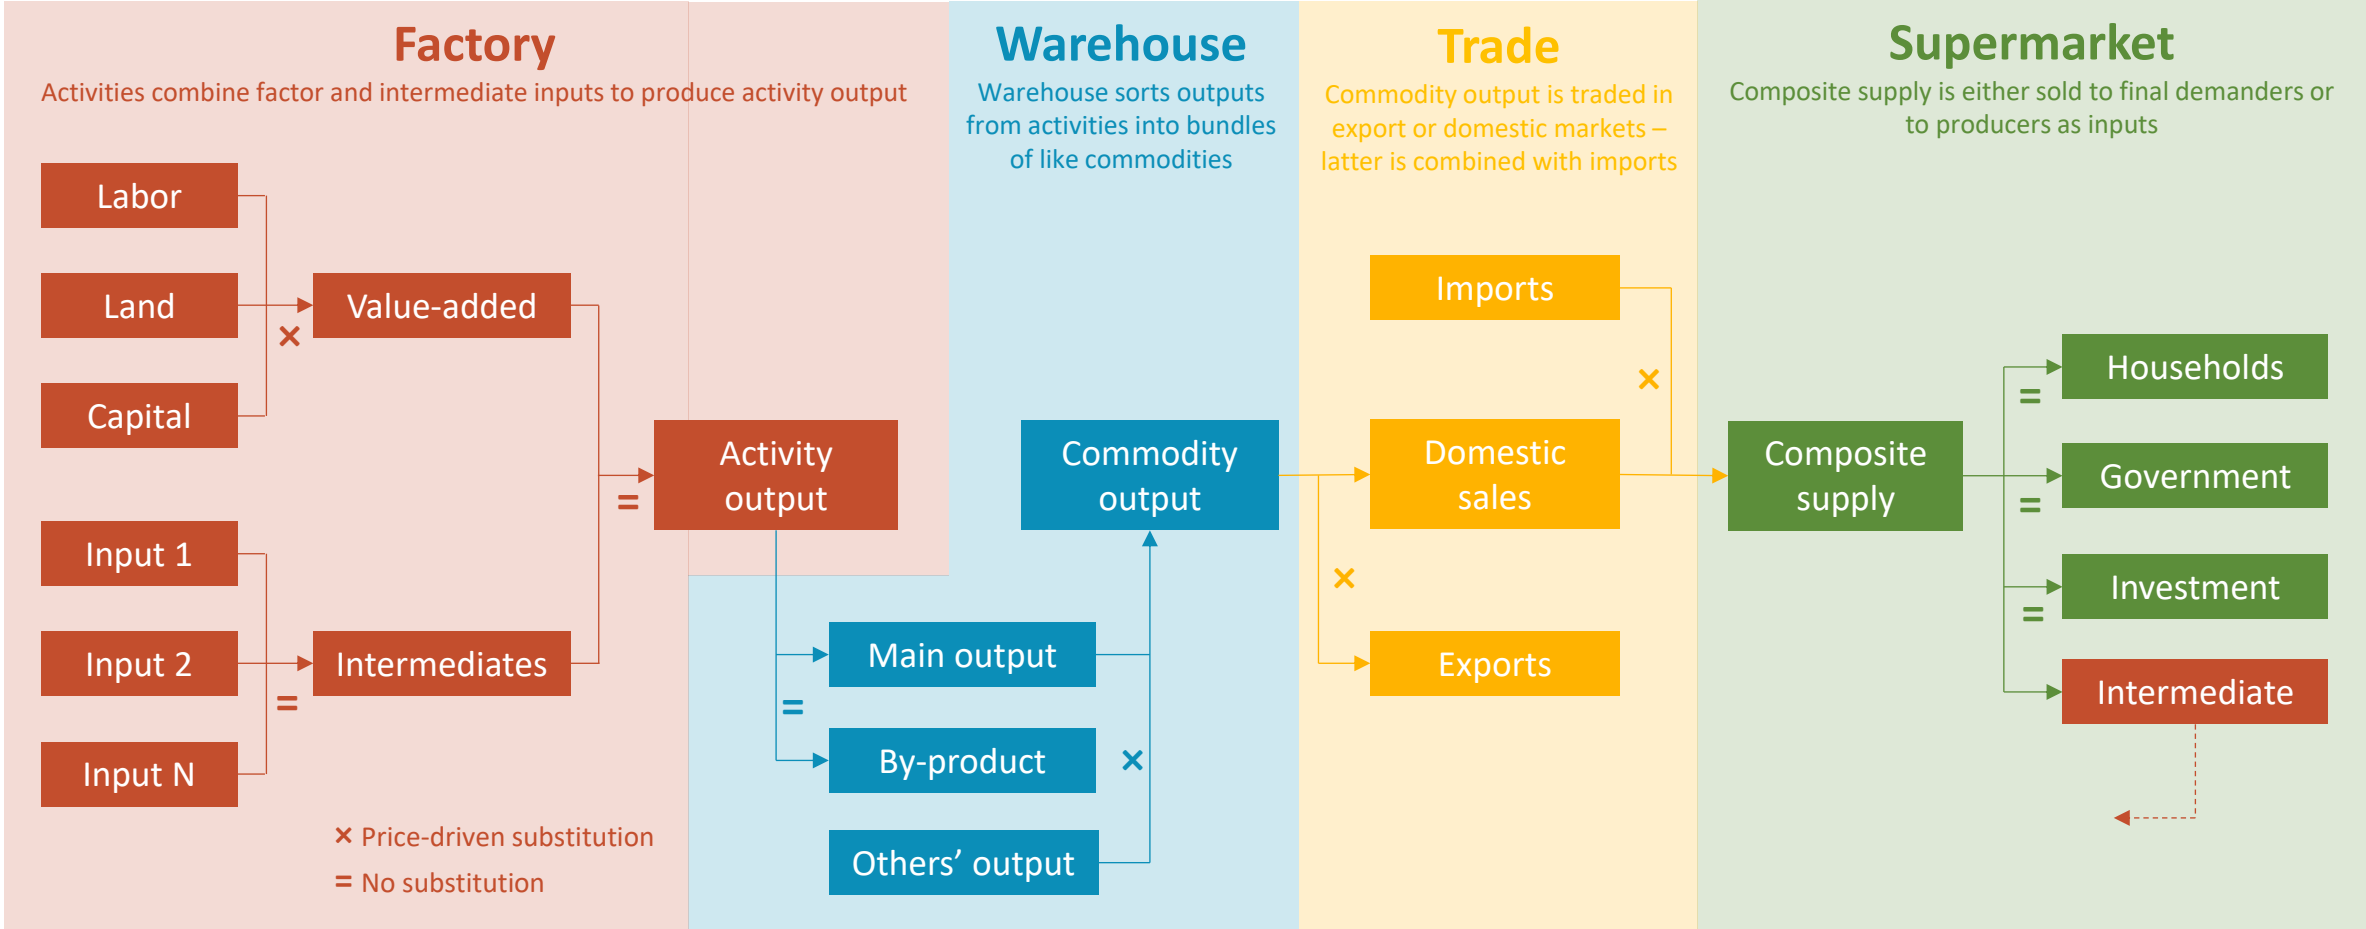 Factory
Activities combine factor and intermediate inputs to produce activity output
Labor
Land
Capital
×
Value-added
Input 1
Input 2
Input N
=
Intermediates
=
Activity
output
× Price-driven substitution
= No substitution
Warehouse
Warehouse sorts outputs
from activities into bundles
of like commodities
Commodity
output
Main output
=
By-product
×
Others’ output
Trade
Commodity output is traded in
export or domestic markets –
latter is combined with imports
Imports
×
Domestic
sales
×
Exports
Supermarket
Composite supply is either sold to final demanders or
to producers as inputs
Composite
supply
Households
=
Government
=
Investment
=
Intermediate